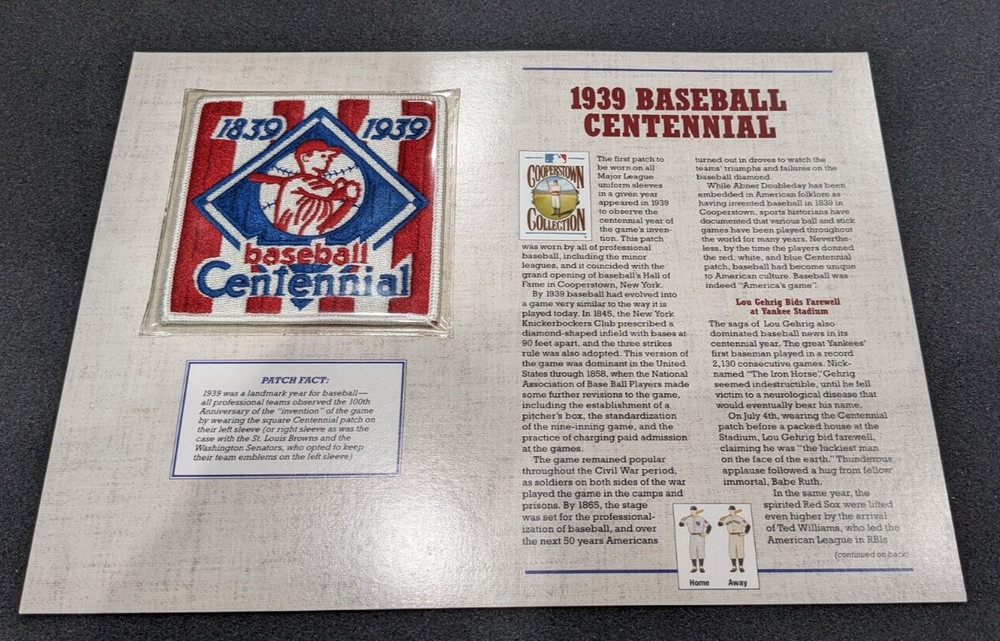 1839 1939
baseball
Centennial
PATCH FACT:
1939 was a landmark year for baseball—
all professional teams observed the 100th
Anniversary of the "invention" of the game
by wearing the square Centennial patch on
their left sleeve (or right sleeve as was the
case with the St. Louis Browns and the
Washington Senators, who opted to keep
their team emblems on the left sleeve)
1939 BASEBALL
CENTENNIAL
COOPERSTOWN
COLLECTION
The first patch to
be worn on all
Major League
uniform sleeves
in a given year
appeared in 1939
to observe the
centennial year of
the game's inven-
tion. This patch
was worn by all of professional
baseball, including the minor
leagues, and it coincided with the
grand opening of baseball's Hall of
Fame in Cooperstown, New York.
By 1939 baseball had evolved into
a game very similar to the way it is
played today. In 1845, the New York
Knickerbockers Club prescribed a
diamond-shaped infield with bases at
90 feet apart, and the three strikes
rule was also adopted. This version of
the game was dominant in the United
States through 1858, when the National
Association of Base Ball Players made
some further revisions to the game,
including the establishment of a
pitcher's box, the standardization
of the nine-inning game, and the
practice of charging paid admission
at the games.
The game remained popular
throughout the Civil War period,
as soldiers on both sides of the war
played the game in the camps and
prisons. By 1865, the stage
was set for the professional-
ization of baseball, and over
the next 50 years Americans
turned out in droves to watch the
teams' triumphs and failures on the
baseball diamond.
While Abner Doubleday has been
embedded in American folklore as
having invented baseball in 1839 in
Cooperstown, sports historians have
documented that various ball and stick
games have been played throughout
the world for many years. Neverthe-
less, by the time the players donned
the red, white, and blue Centennial
patch, baseball had become unique
to American culture. Baseball was
indeed "America's game".
Lou Gehrig Bids Farewell
at Yankee Stadium
The saga of Lou Gehrig also
dominated baseball news in its
centennial year. The great Yankees'
first baseman played in a record
2,130 consecutive games. Nick-
named "The Iron Horse," Gehrig
seemed indestructible, until he fell
victim to a neurological disease that
would eventually bear his name.
On July 4th, wearing the Centennial
patch before a packed house at the
Stadium, Lou Gehrig bid farewell,
claiming he was "the luckiest man
on the face of the earth." Thunderous
applause followed a hug from fellow
immortal, Babe Ruth.
In the same year, the
spirited Red Sox were lifted
even higher by the arrival
of Ted Williams, who led the
American League in RBIs
(continued on back)
Home Away